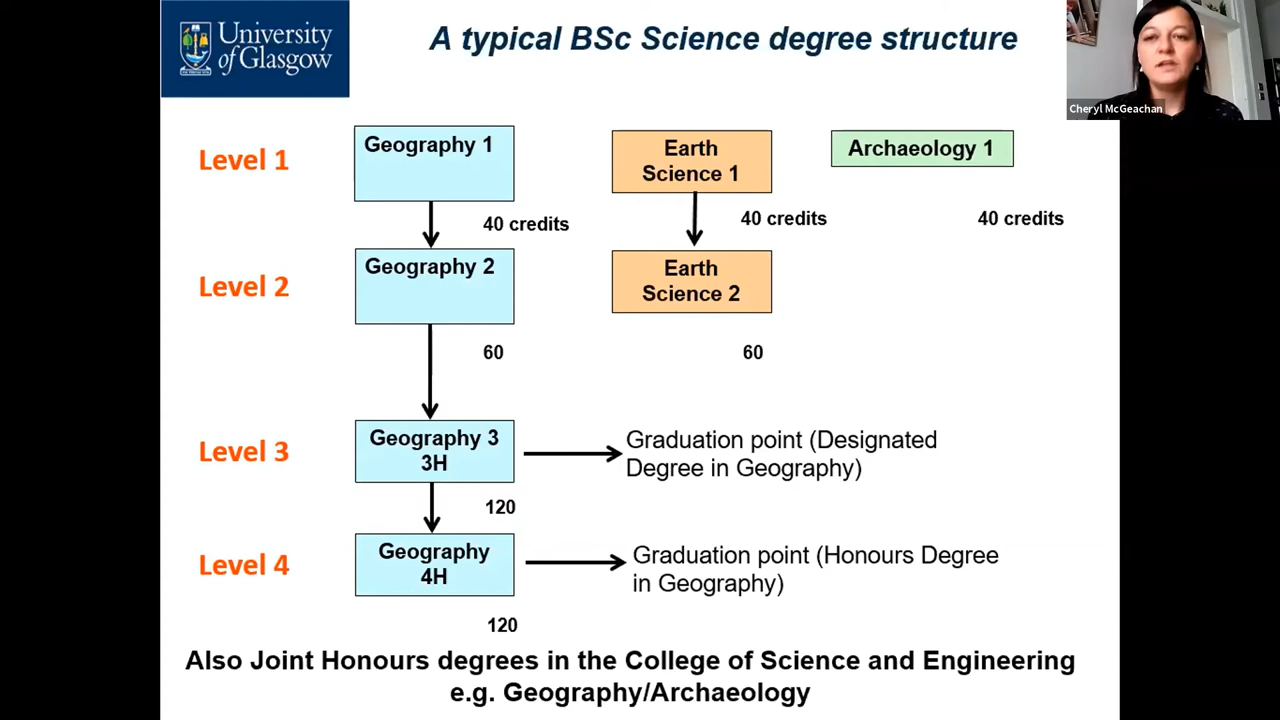 University
of Glasgow
A typical BSc Science degree structure
Cheryl McGeachan
Level 1
Geography 1
Earth
Science 1
Archaeology 1
40 credits
40 credits
40 credits
Level 2
Geography 2
Earth
Science 2
60
60
Level 3
Geography 3
3H
Graduation point (Designated
Degree in Geography)
120
Level 4
Geography
4H
Graduation point (Honours Degree
in Geography)
120
Also Joint Honours degrees in the College of Science and Engineering
e.g. Geography/Archaeology